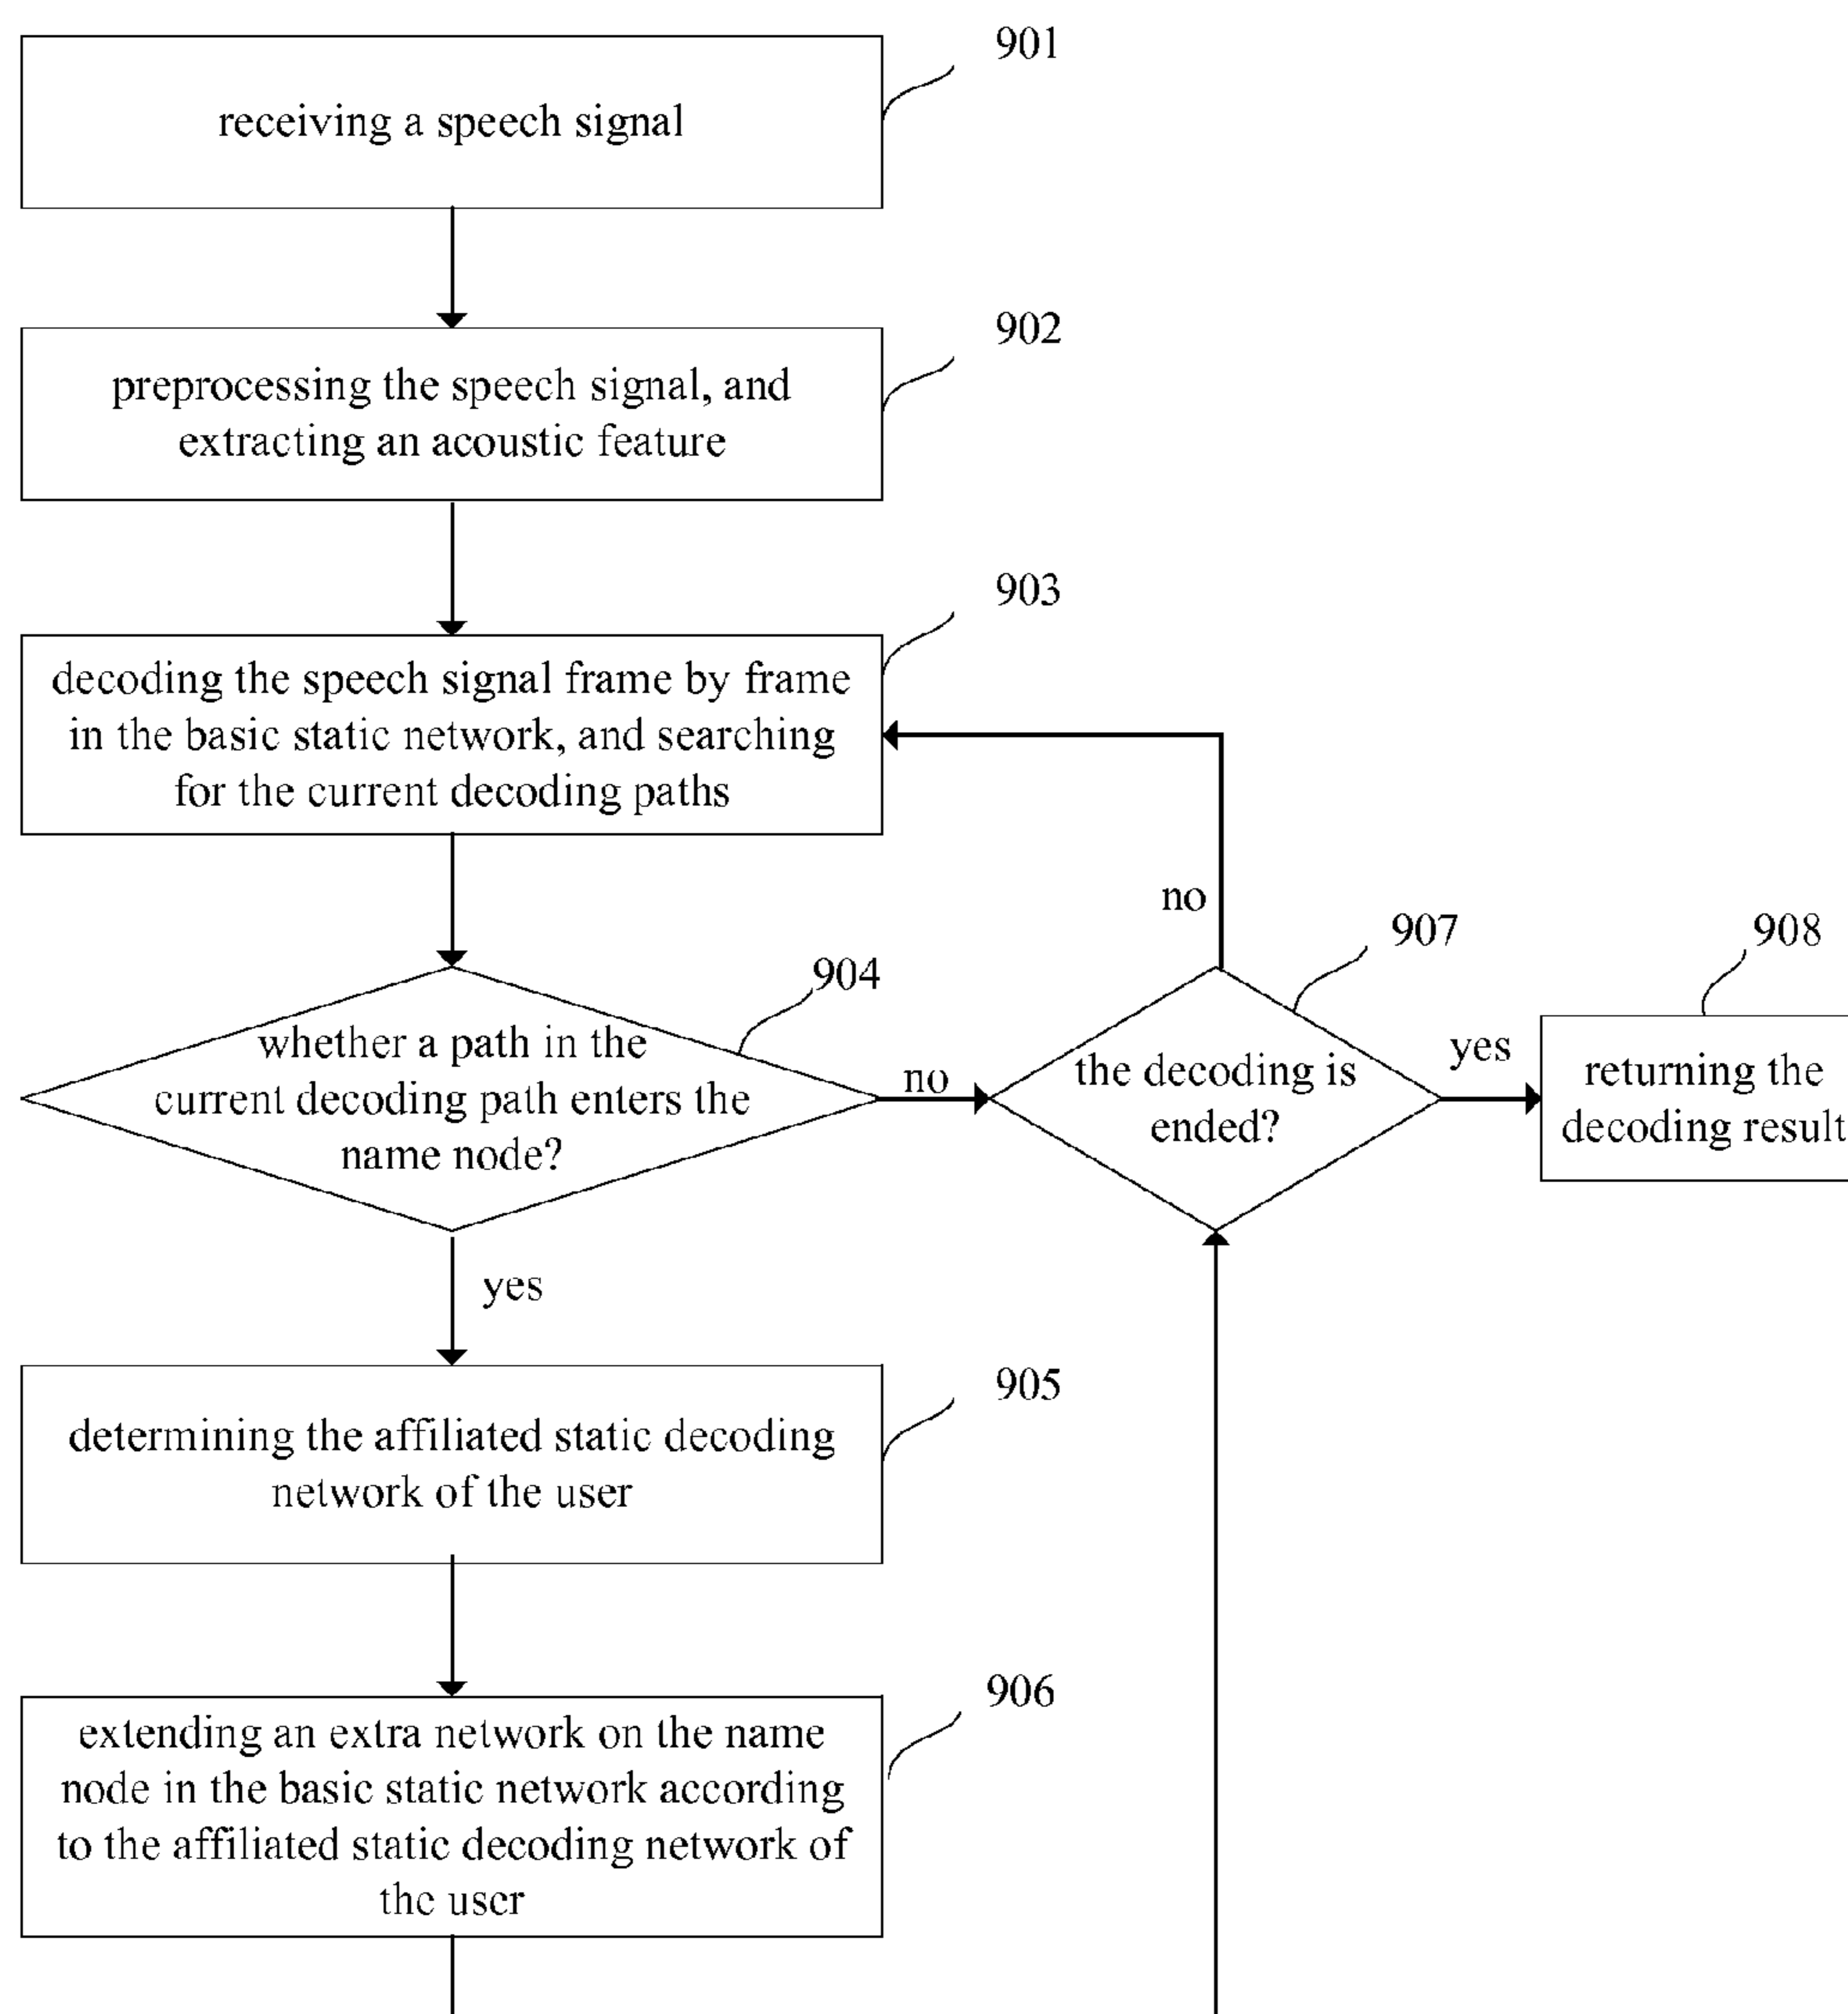 901
receiving a speech signal
902
preprocessing the speech signal, and
extracting an acoustic feature
903
decoding the speech signal frame by frame
in the basic static network, and searching
for the current decoding paths
no
907
908
904
whether a path in the
current decoding path enters the
name node?
no
the decoding is
ended?
yes
returning the
decoding result
yes
905
determining the affiliated static decoding
network of the user
906
extending an extra network on the name
node in the basic static network according
to the affiliated static decoding network of
the user